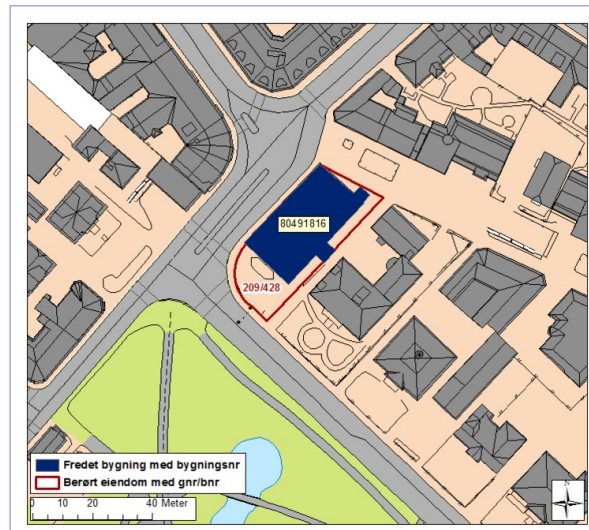 80491816
209/428
Fredet bygning med bygningsnr
Berørt eiendom med gnr/bnr
0 10 20 40 Meter
N